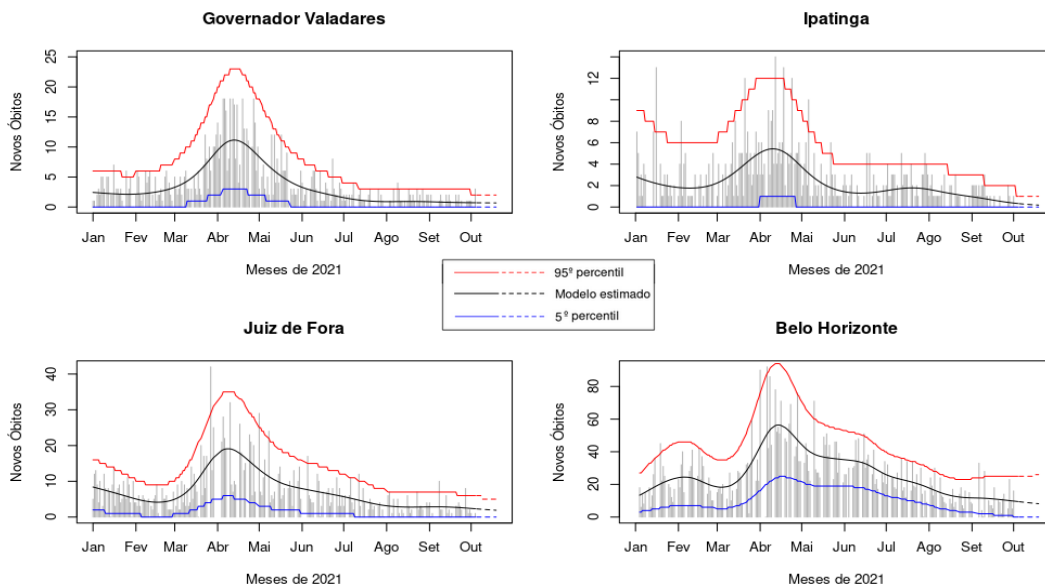 Governador Valadares
Novos Óbitos
0 5 10 15 20 25
Jan Fev Mar Abr Mai Jun Jul Ago Set Out
Meses de 2021
Ipatinga
Novos Óbitos
0 2 4 6 8 12
Jan Fev Mar Abr Mai Jun Jul Ago Set Out
Meses de 2021
95º percentil
Modelo estimado
5º percentil
Juiz de Fora
Novos Óbitos
0 10 20 30 40
Jan Fev Mar Abr Mai Jun Jul Ago Set Out
Meses de 2021
Belo Horizonte
Novos Óbitos
0 20 40 60 80
Jan Fev Mar Abr Mai Jun Jul Ago Set Out
Meses de 2021